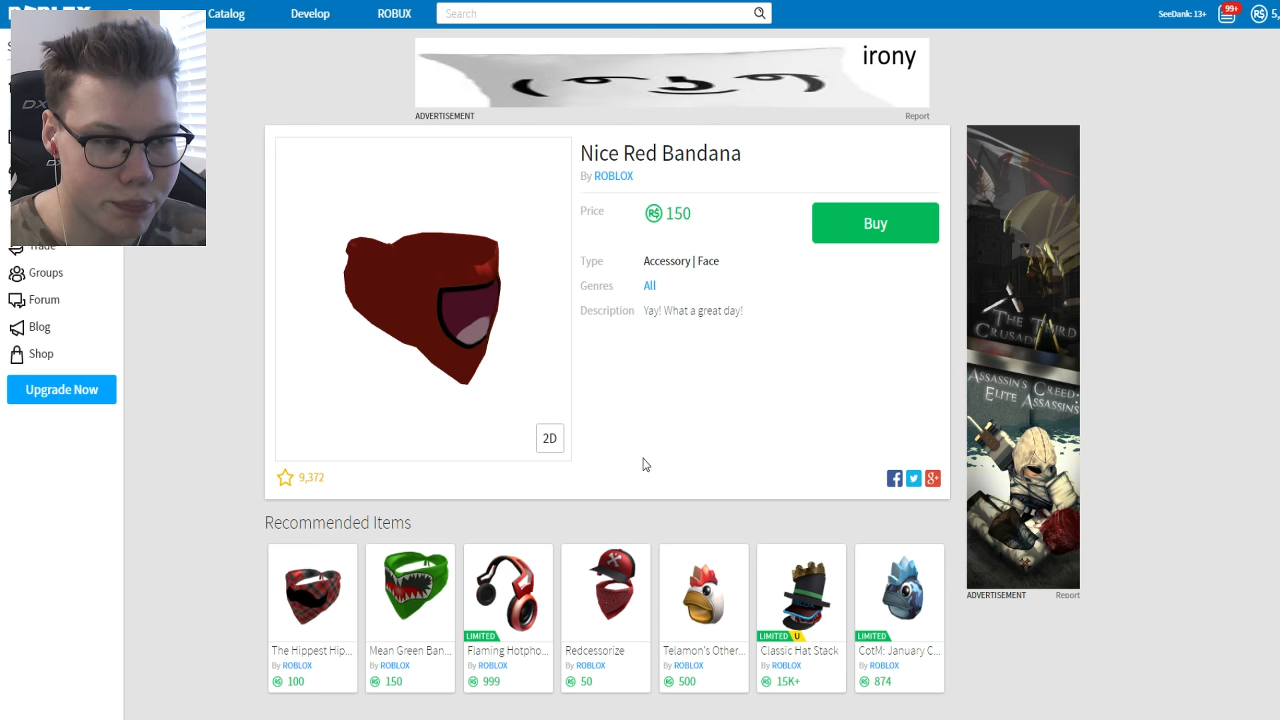 Catalog
Develop
ROBUX
Search
SeeDank: 13+
99+
5,
irony
ADVERTISEMENT
Report
Nice Red Bandana
By ROBLOX
Price
R$ 150
Buy
Type
Accessory | Face
Genres
All
Description
Yay! What a great day!
2D
9,372
Trade
Groups
Forum
Blog
Shop
Upgrade Now
The Third
Assassin's Creed:
Elite Assassins
ADVERTISEMENT
Report
Recommended Items
LIMITED
LIMITED U
LIMITED
The Hippest Hip...
Mean Green Ban...
Flaming Hotpho...
Redcessorize
Telamon's Other...
Classic Hat Stack
CotM: January C...
By ROBLOX
By ROBLOX
By ROBLOX
By ROBLOX
By ROBLOX
By ROBLOX
By ROBLOX
100
150
999
50
500
15K+
874